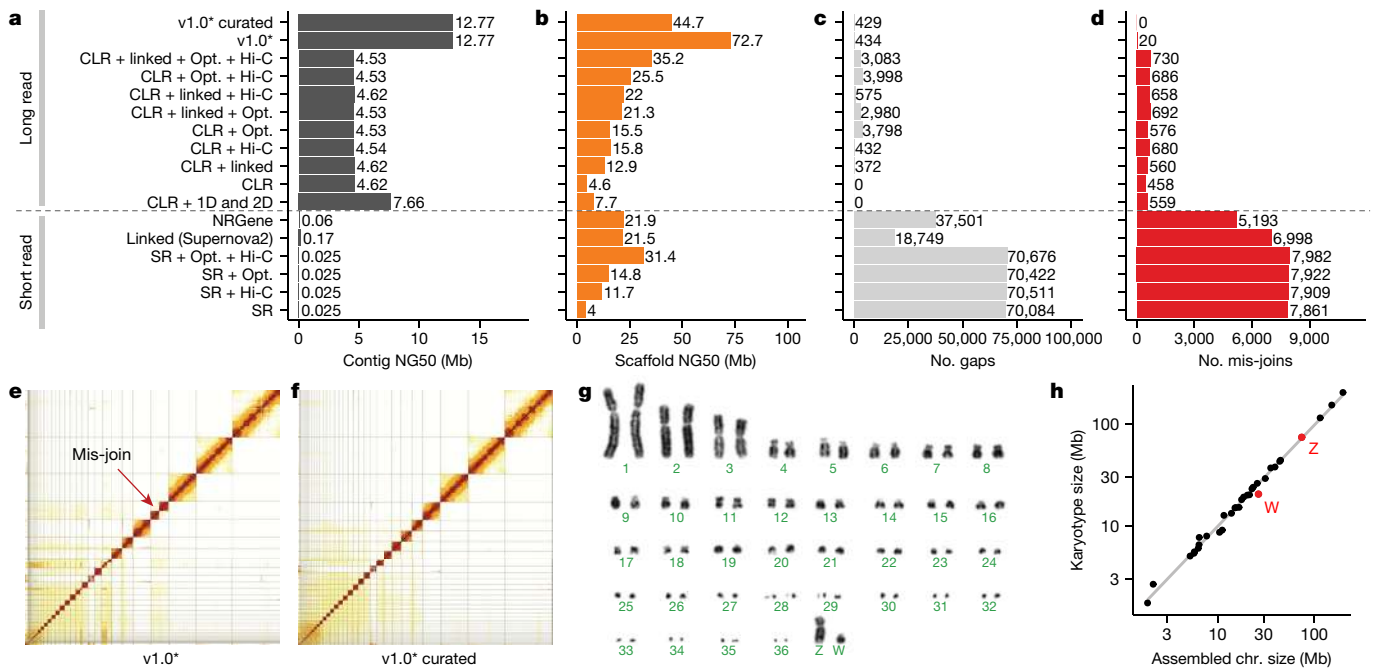 a
b
c
d
Long read
Short read
v1.0* curated
v1.0*
CLR + linked + Opt. + Hi-C
CLR + Opt. + Hi-C
CLR + linked + Hi-C
CLR + linked + Opt.
CLR + Opt.
CLR + Hi-C
CLR + linked
CLR
CLR + 1D and 2D
NRGene
Linked (Supernova2)
SR + Opt. + Hi-C
SR + Opt.
SR + Hi-C
SR
12.77
12.77
4.53
4.53
4.62
4.53
4.53
4.54
4.62
4.62
7.66
0.06
0.17
0.025
0.025
0.025
0.025
0 5 10 15
Contig NG50 (Mb)
44.7
72.7
35.2
25.5
22
21.3
15.5
15.8
12.9
4.6
7.7
21.9
21.5
31.4
14.8
11.7
4
0 25 50 75 100
Scaffold NG50 (Mb)
429
434
3,083
3,998
575
2,980
3,798
432
372
0
0
37,501
18,749
70,676
70,422
70,511
70,084
0 25,000 50,000 75,000 100,000
No. gaps
0
20
730
686
658
692
576
680
560
458
559
5,193
6,998
7,982
7,922
7,909
7,861
0 3,000 6,000 9,000
No. mis-joins
e
Mis-join
v1.0*
f
v1.0* curated
g
1 2 3 4 5 6 7 8
9 10 11 12 13 14 15 16
17 18 19 20 21 22 23 24
25 26 27 28 29 30 31 32
33 34 35 36 Z W
h
Karyotype size (Mb)
100
30
10
3
Z
W
3 10 30 100
Assembled chr. size (Mb)